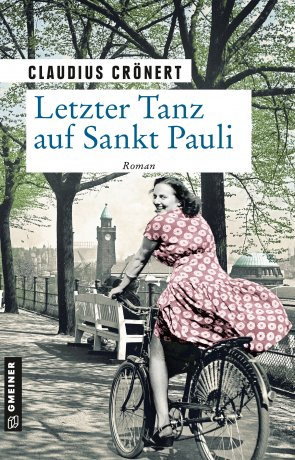 CLAUDIUS CRÖNERT
Letzter Tanz
auf Sankt Pauli
Roman
GMEINER